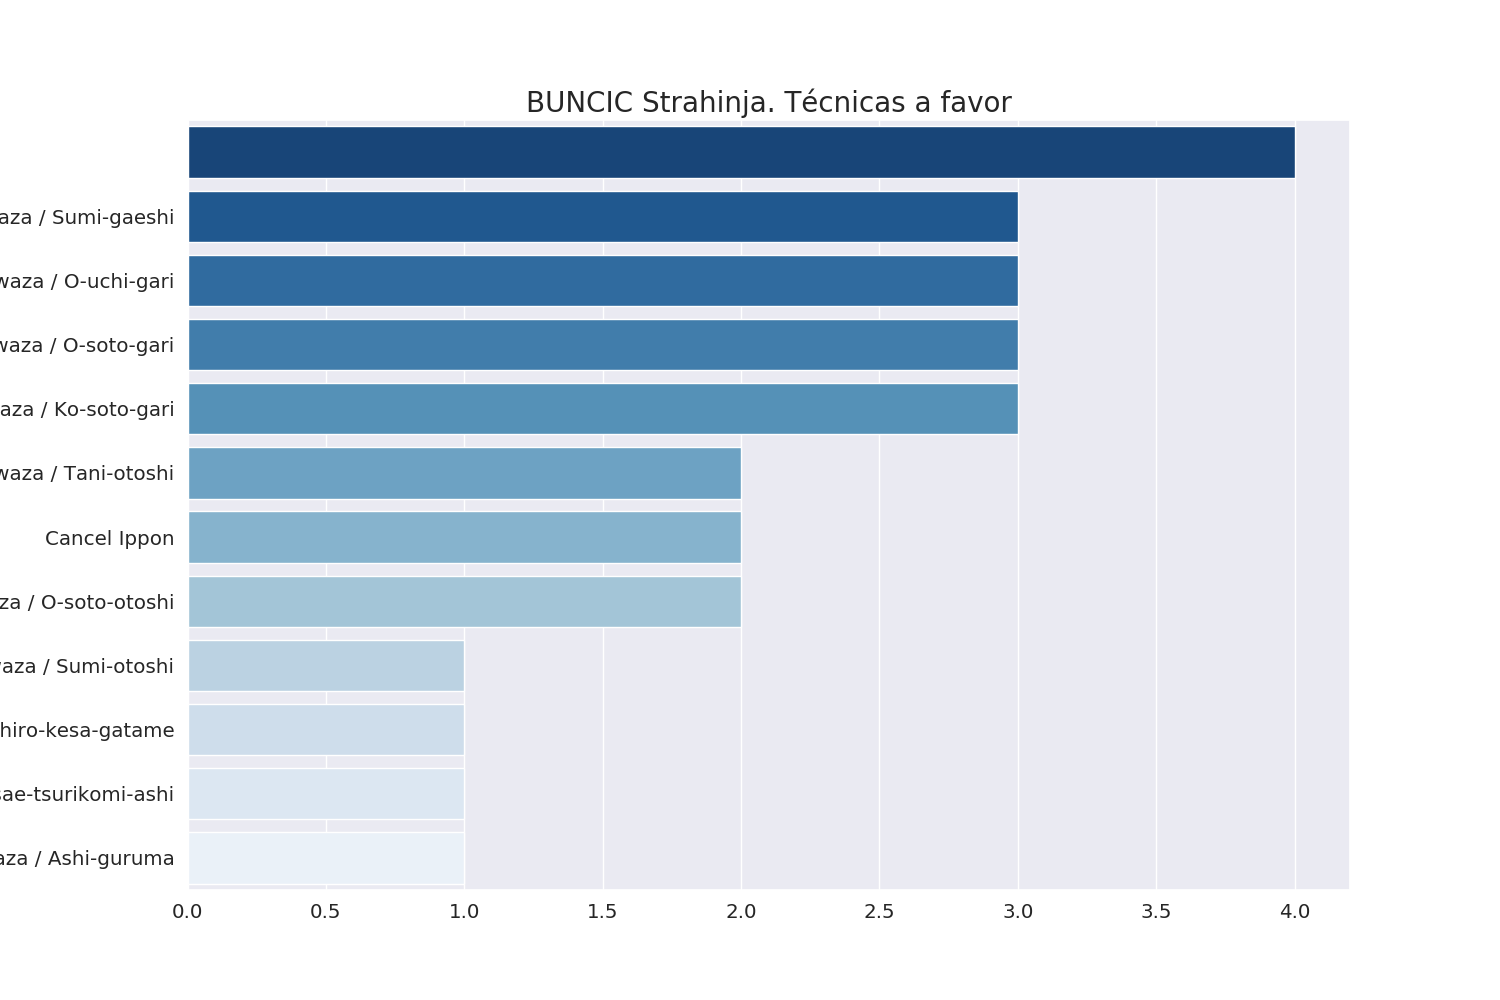 BUNCIC Strahinja. Técnicas a favor
aza / Sumi-gaeshi
waza / O-uchi-gari
waza / O-soto-gari
aza / Ko-soto-gari
waza / Tani-otoshi
Cancel Ippon
za / O-soto-otoshi
waza / Sumi-otoshi
hiro-kesa-gatame
sae-tsurikomi-ashi
aza / Ashi-guruma
0.0 0.5 1.0 1.5 2.0 2.5 3.0 3.5 4.0